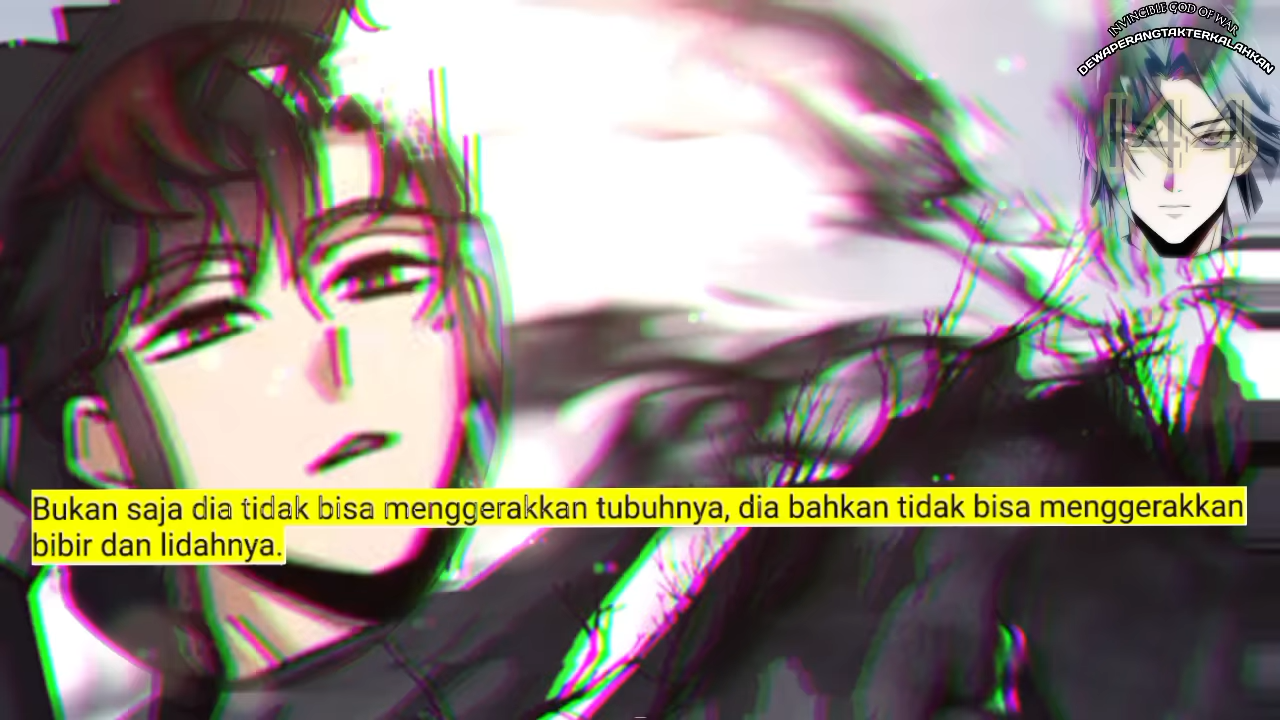 INVINCIBLE GOD OF WAR
DEWAPERANGTAKTERKALAHKAN
144
Bukan saja dia tidak bisa menggerakkan tubuhnya, dia bahkan tidak bisa menggerakkan
bibir dan lidahnya.